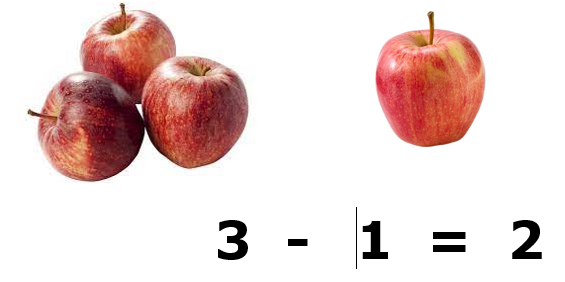 3 - 1 = 2